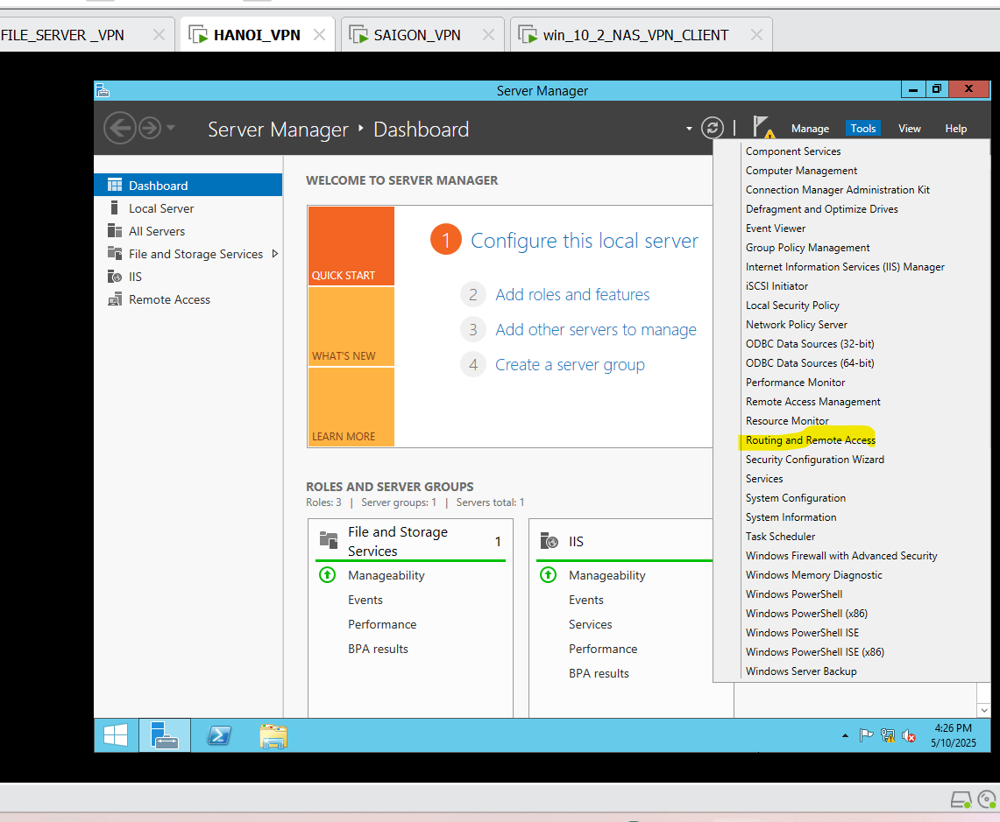 FILE_SERVER _VPN
HANOI_VPN
SAIGON_VPN
win_10_2_NAS_VPN_CLIENT
Server Manager
Server Manager
Dashboard
Manage
Tools
View
Help
Dashboard
Local Server
All Servers
File and Storage Services
IIS
Remote Access
WELCOME TO SERVER MANAGER
QUICK START
WHAT'S NEW
LEARN MORE
1 Configure this local server
2 Add roles and features
3 Add other servers to manage
4 Create a server group
ROLES AND SERVER GROUPS
Roles: 3 | Server groups: 1 | Servers total: 1
File and Storage
Services
1
Manageability
Events
Performance
BPA results
IIS
Manageability
Events
Services
Performance
BPA results
Component Services
Computer Management
Connection Manager Administration Kit
Defragment and Optimize Drives
Event Viewer
Group Policy Management
Internet Information Services (IIS) Manager
iSCSI Initiator
Local Security Policy
Network Policy Server
ODBC Data Sources (32-bit)
ODBC Data Sources (64-bit)
Performance Monitor
Remote Access Management
Resource Monitor
Routing and Remote Access
Security Configuration Wizard
Services
System Configuration
System Information
Task Scheduler
Windows Firewall with Advanced Security
Windows Memory Diagnostic
Windows PowerShell
Windows PowerShell (x86)
Windows PowerShell ISE
Windows PowerShell ISE (x86)
Windows Server Backup
4:26 PM
5/10/2025